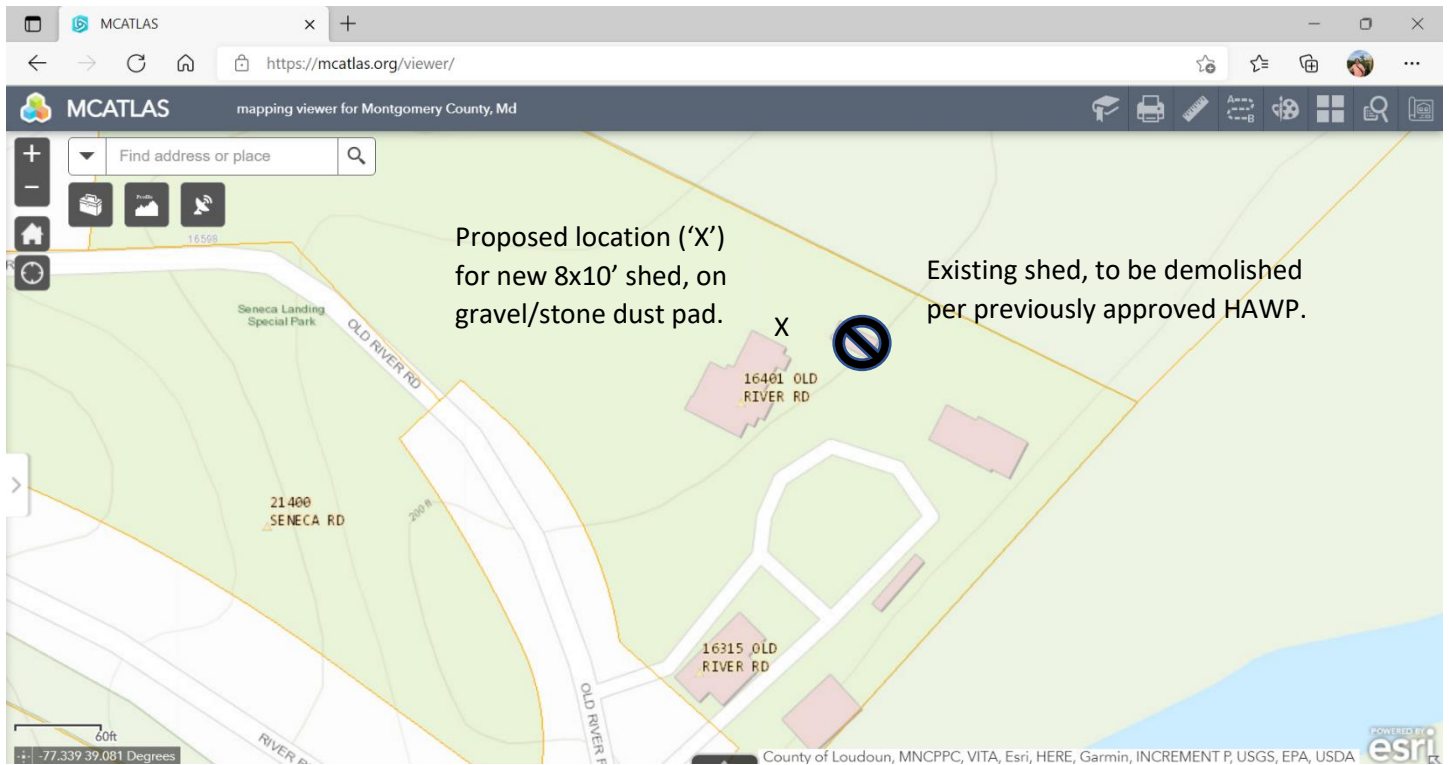 MCATLAS
https://mcatlas.org/viewer/
MCATLAS
mapping viewer for Montgomery County, Md
A
B
Find address or place
Profile
16598
Proposed location (‘X’)
for new 8x10’ shed, on
gravel/stone dust pad.
Existing shed, to be demolished
per previously approved HAWP.
X
Seneca Landing
Special Park
OLD RIVER RD
16401 OLD
RIVER RD
21400
SENECA RD
200 ft
16315 OLD
RIVER RD
OLD RIVER R
RIVER R
60ft
-77.339 39.081 Degrees
County of Loudoun, MNCPPC, VITA, Esri, HERE, Garmin, INCREMENT P, USGS, EPA, USDA
POWERED BY
esri